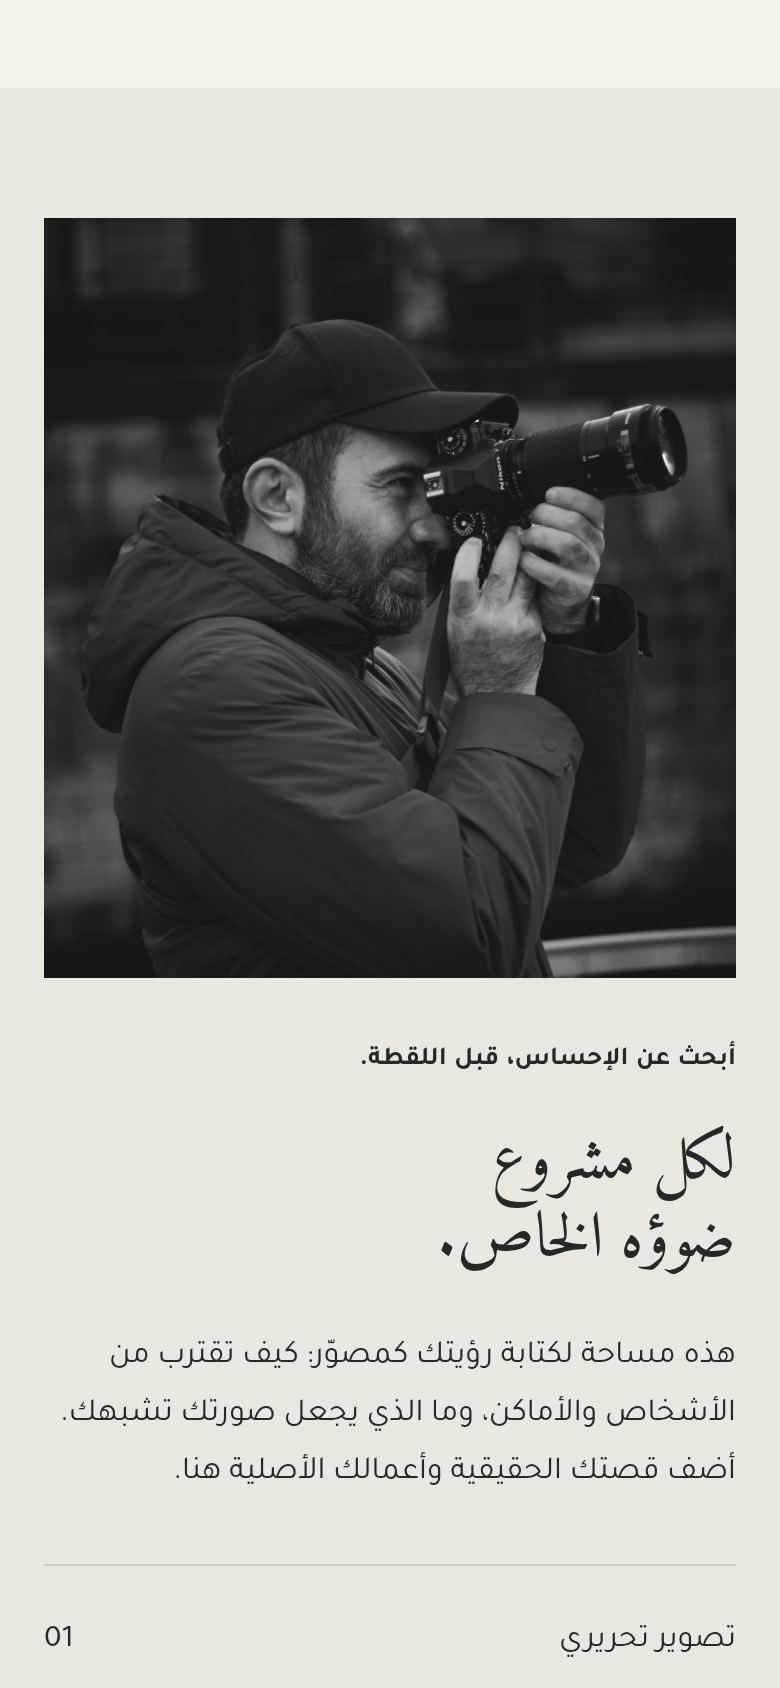 Nikon
أبحث عن الإحساس، قبل اللقطة.
لكل مشروع
ضوؤه الخاص.
هذه مساحة لكتابة رؤيتك كمصوّر: كيف تقترب من
الأشخاص والأماكن، وما الذي يجعل صورتك تشبهك.
أضف قصتك الحقيقية وأعمالك الأصلية هنا.
تصوير تحريري
01